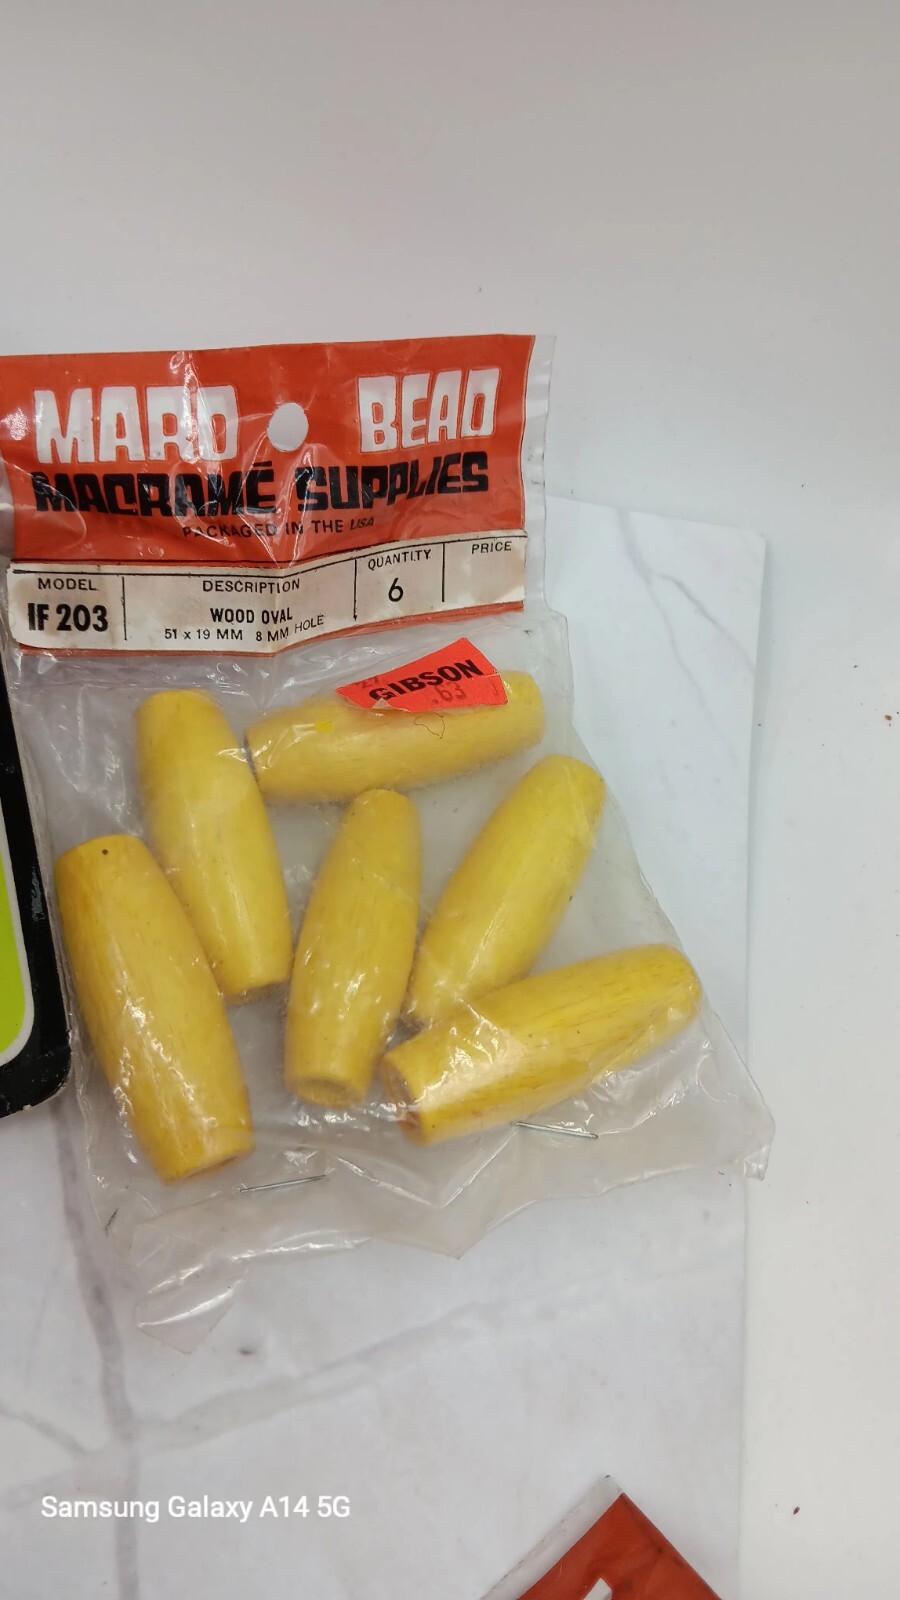 MARD BEAD
MACRAMÉ SUPPLIES
PACKAGED IN THE USA
MODEL DESCRIPTION QUANTITY PRICE
IF 203 WOOD OVAL 6
51 x 19 MM 8 MM HOLE
GIBSON
.63
Samsung Galaxy A14 5G